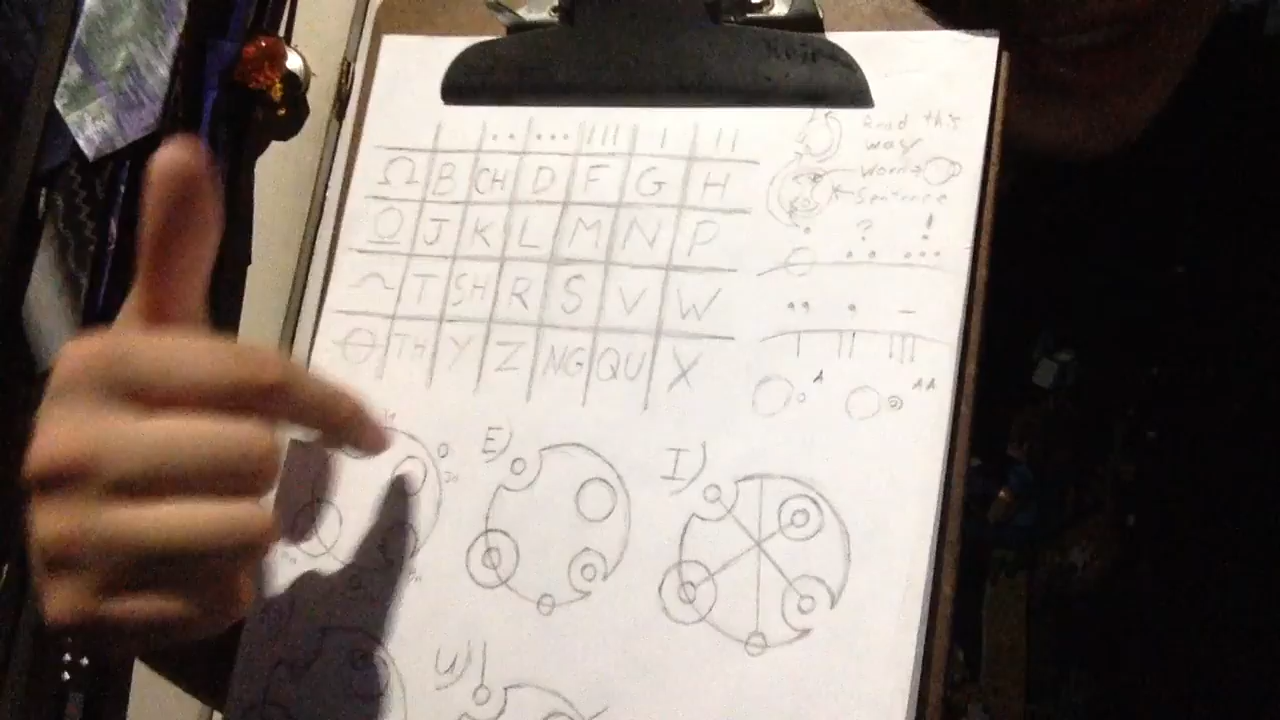 Ω B CH D F G H
J K L M N P
T SH R S V W
Θ TH Y Z NG QU X
Read this
way
Word
Sentence
? !
A AA
E) I)
U)